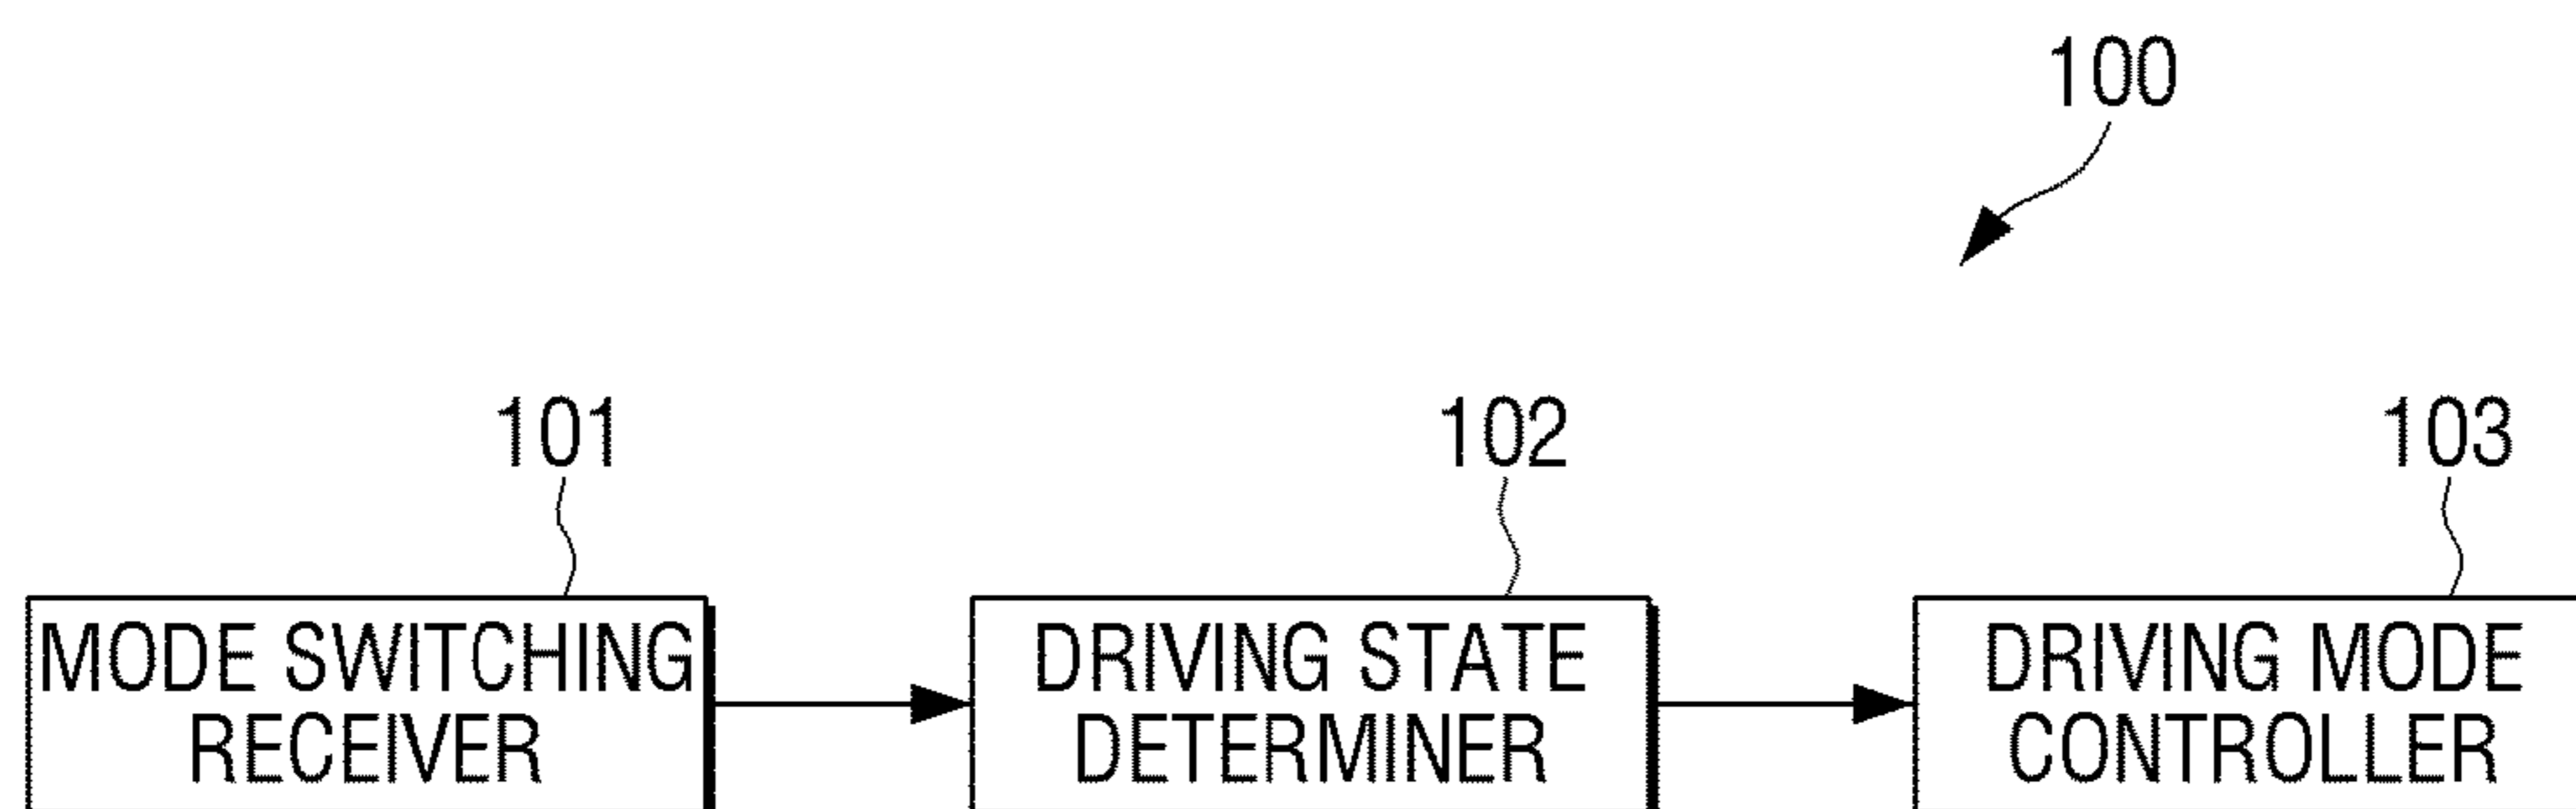 100
101
102
103
MODE SWITCHING
RECEIVER
DRIVING STATE
DETERMINER
DRIVING MODE
CONTROLLER